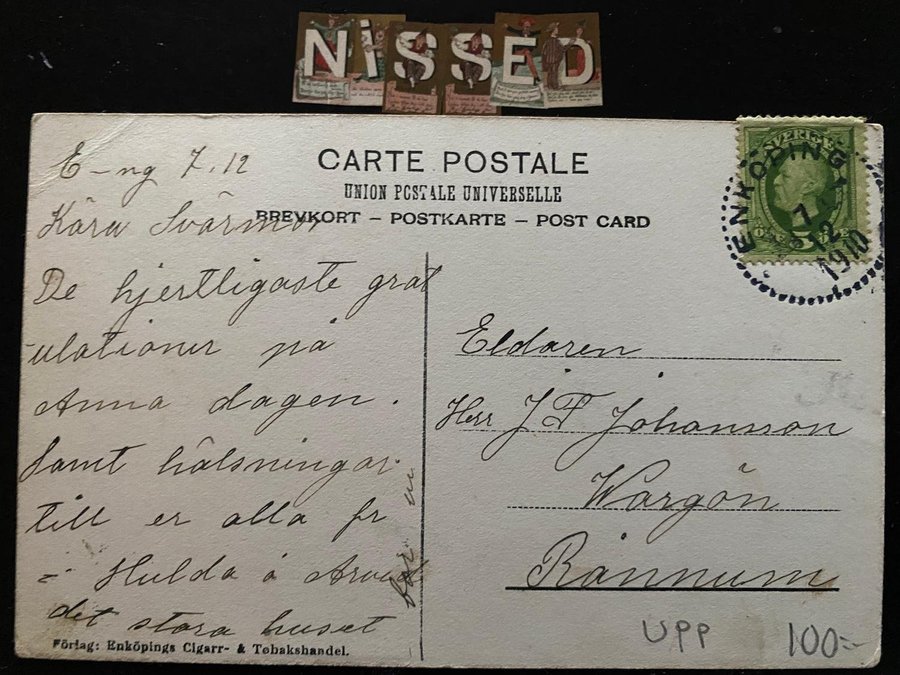 NiSSED
CARTE POSTALE
UNION POSTALE UNIVERSELLE
BREVKORT – POSTKARTE – POST CARD
SVERIGE
ENKÖPING
7
12
1910
E–ng 7.12
Kära Svärmor
De hjertligaste grat
-ulationer på
Anna dagen.
Samt hälsningar
till er alla fr
= Hulda å Arvid
det stora huset
bor
Förlag: Enköpings Cigarr- & Tobakshandel.
Eldaren
Herr J F Johansson
Wargön
Rånnum
UPP
100:-